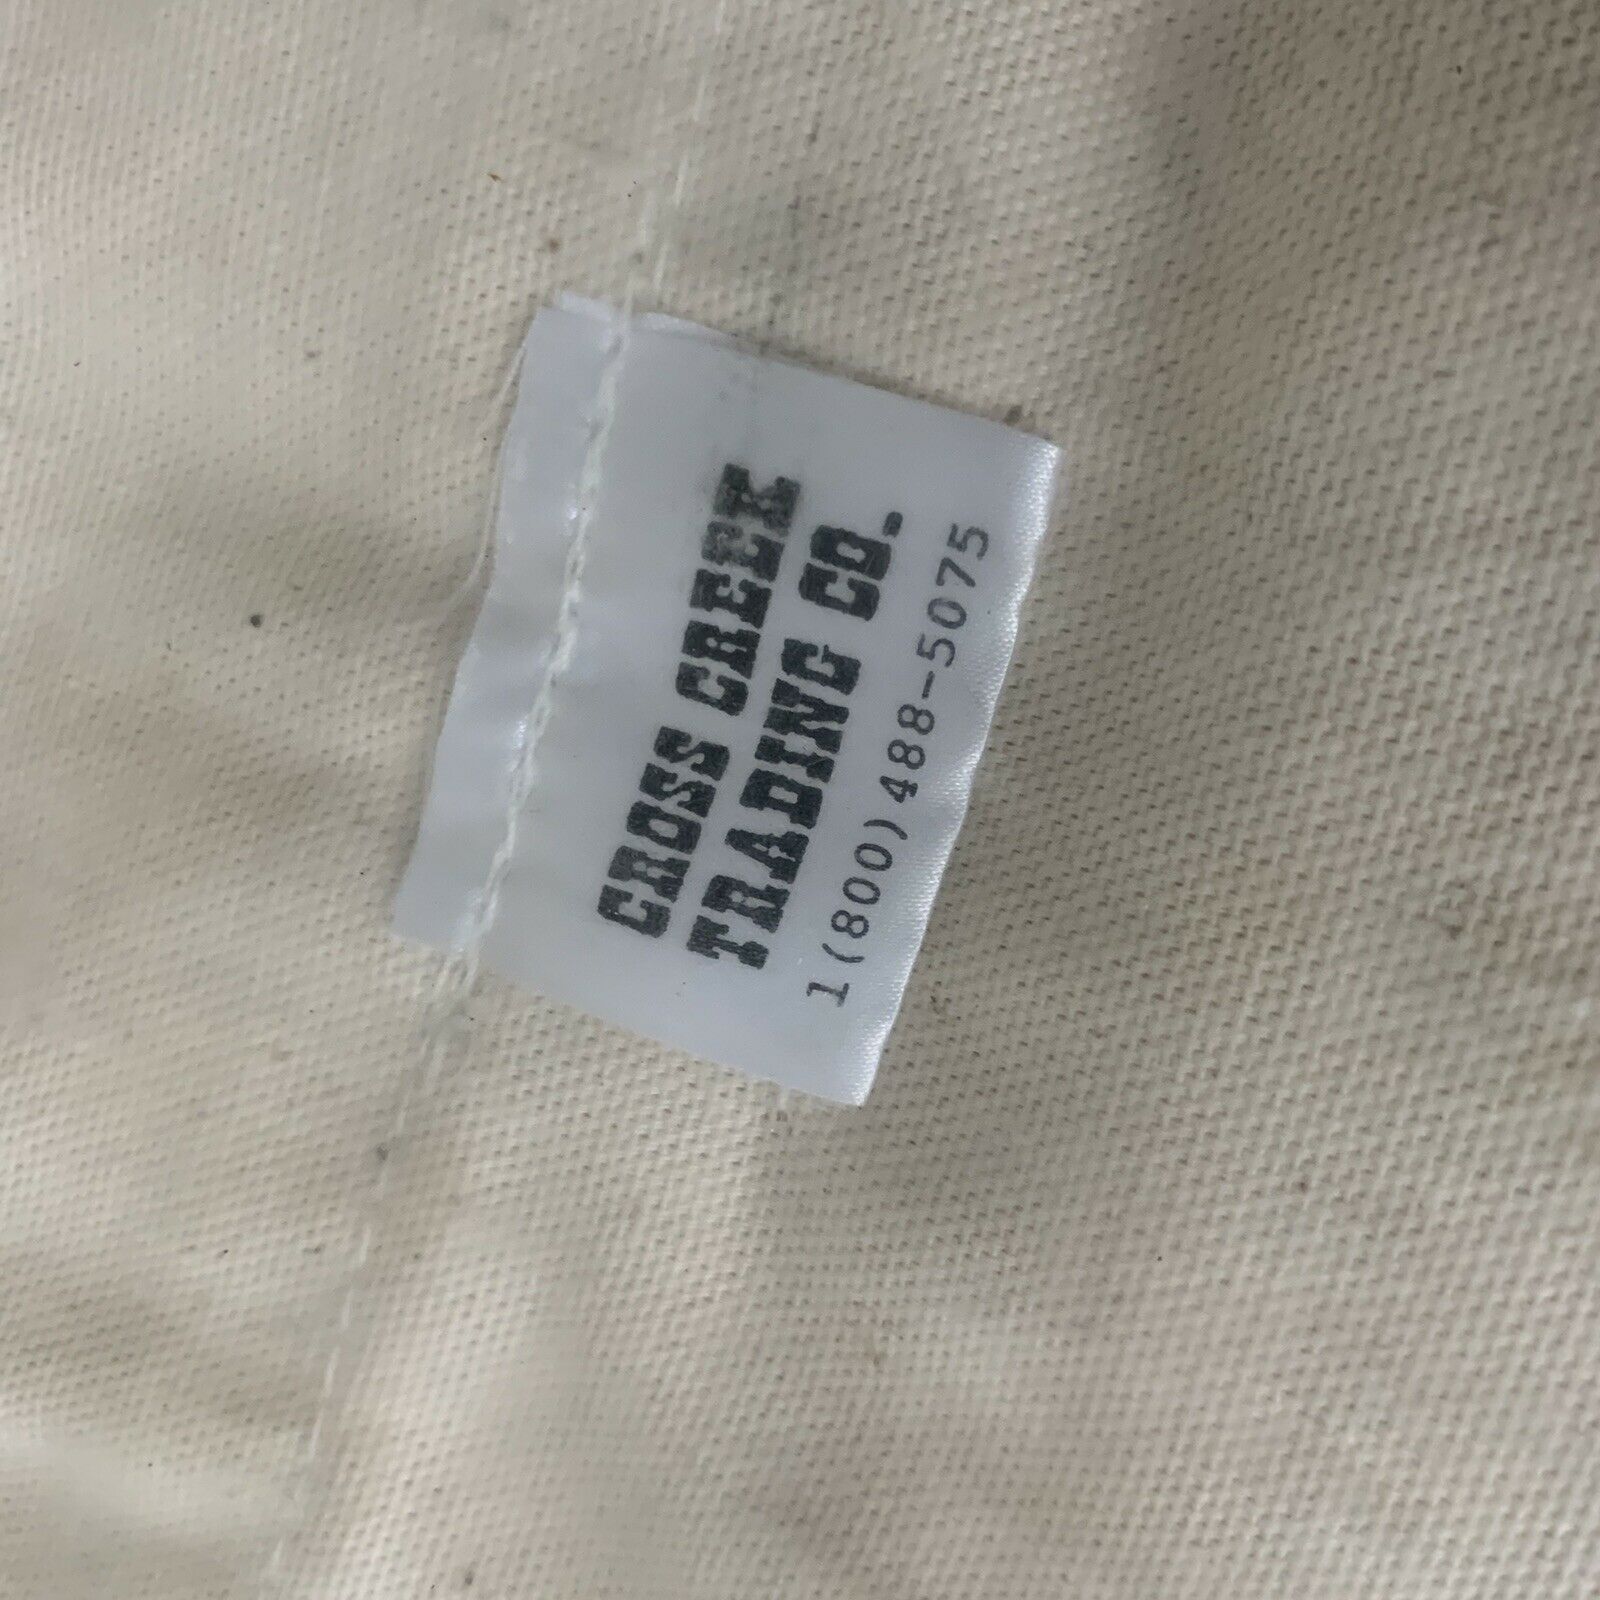 CROSS CREEK
TRADING CO.
1(800)488-5075